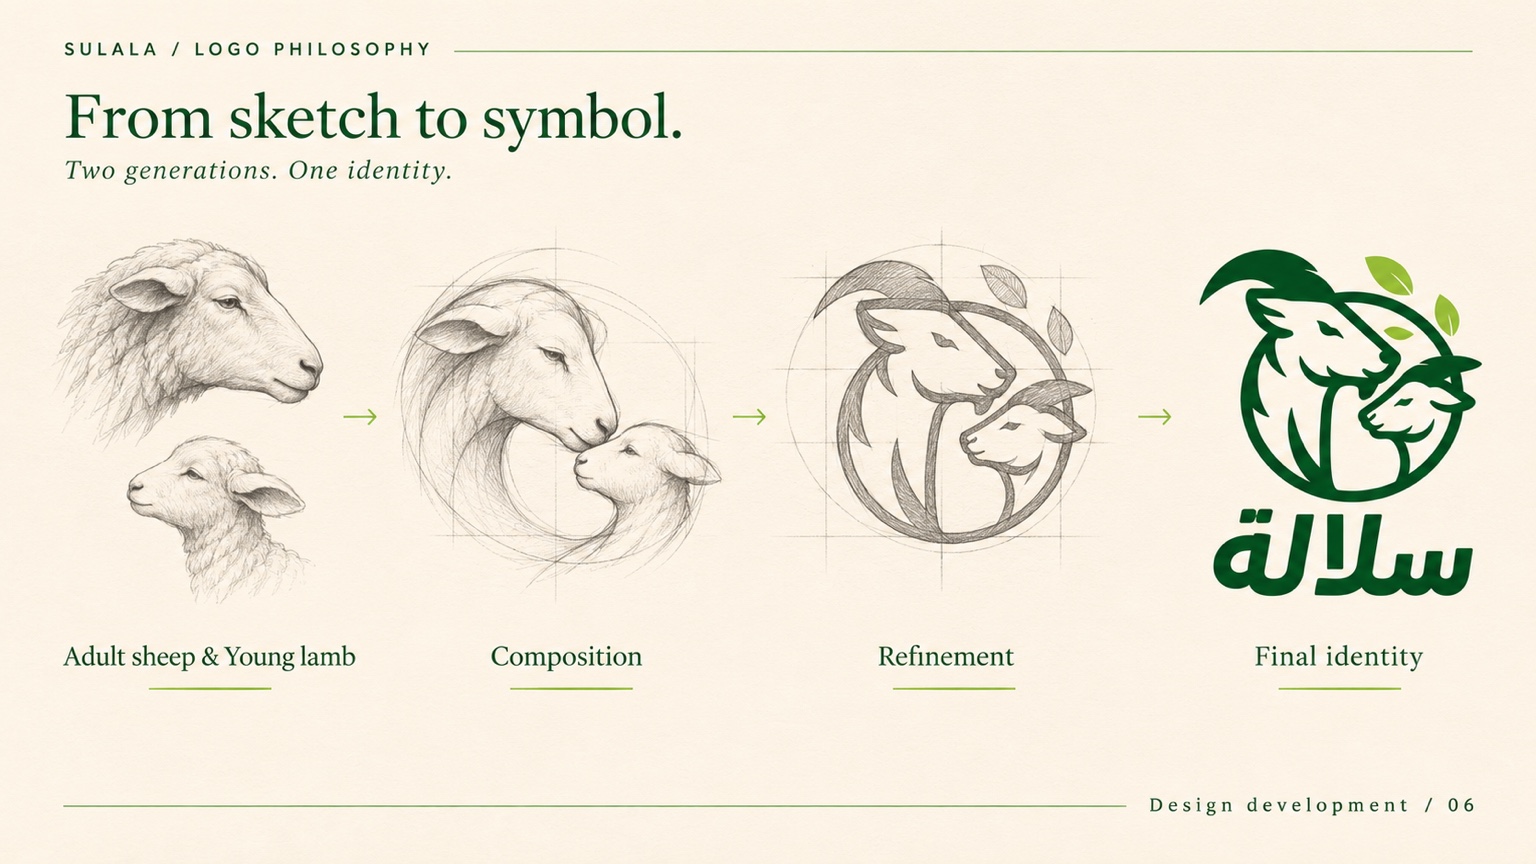 SULALA / LOGO PHILOSOPHY
From sketch to symbol.
Two generations. One identity.
سلالة
Adult sheep & Young lamb
Composition
Refinement
Final identity
Design development / 06